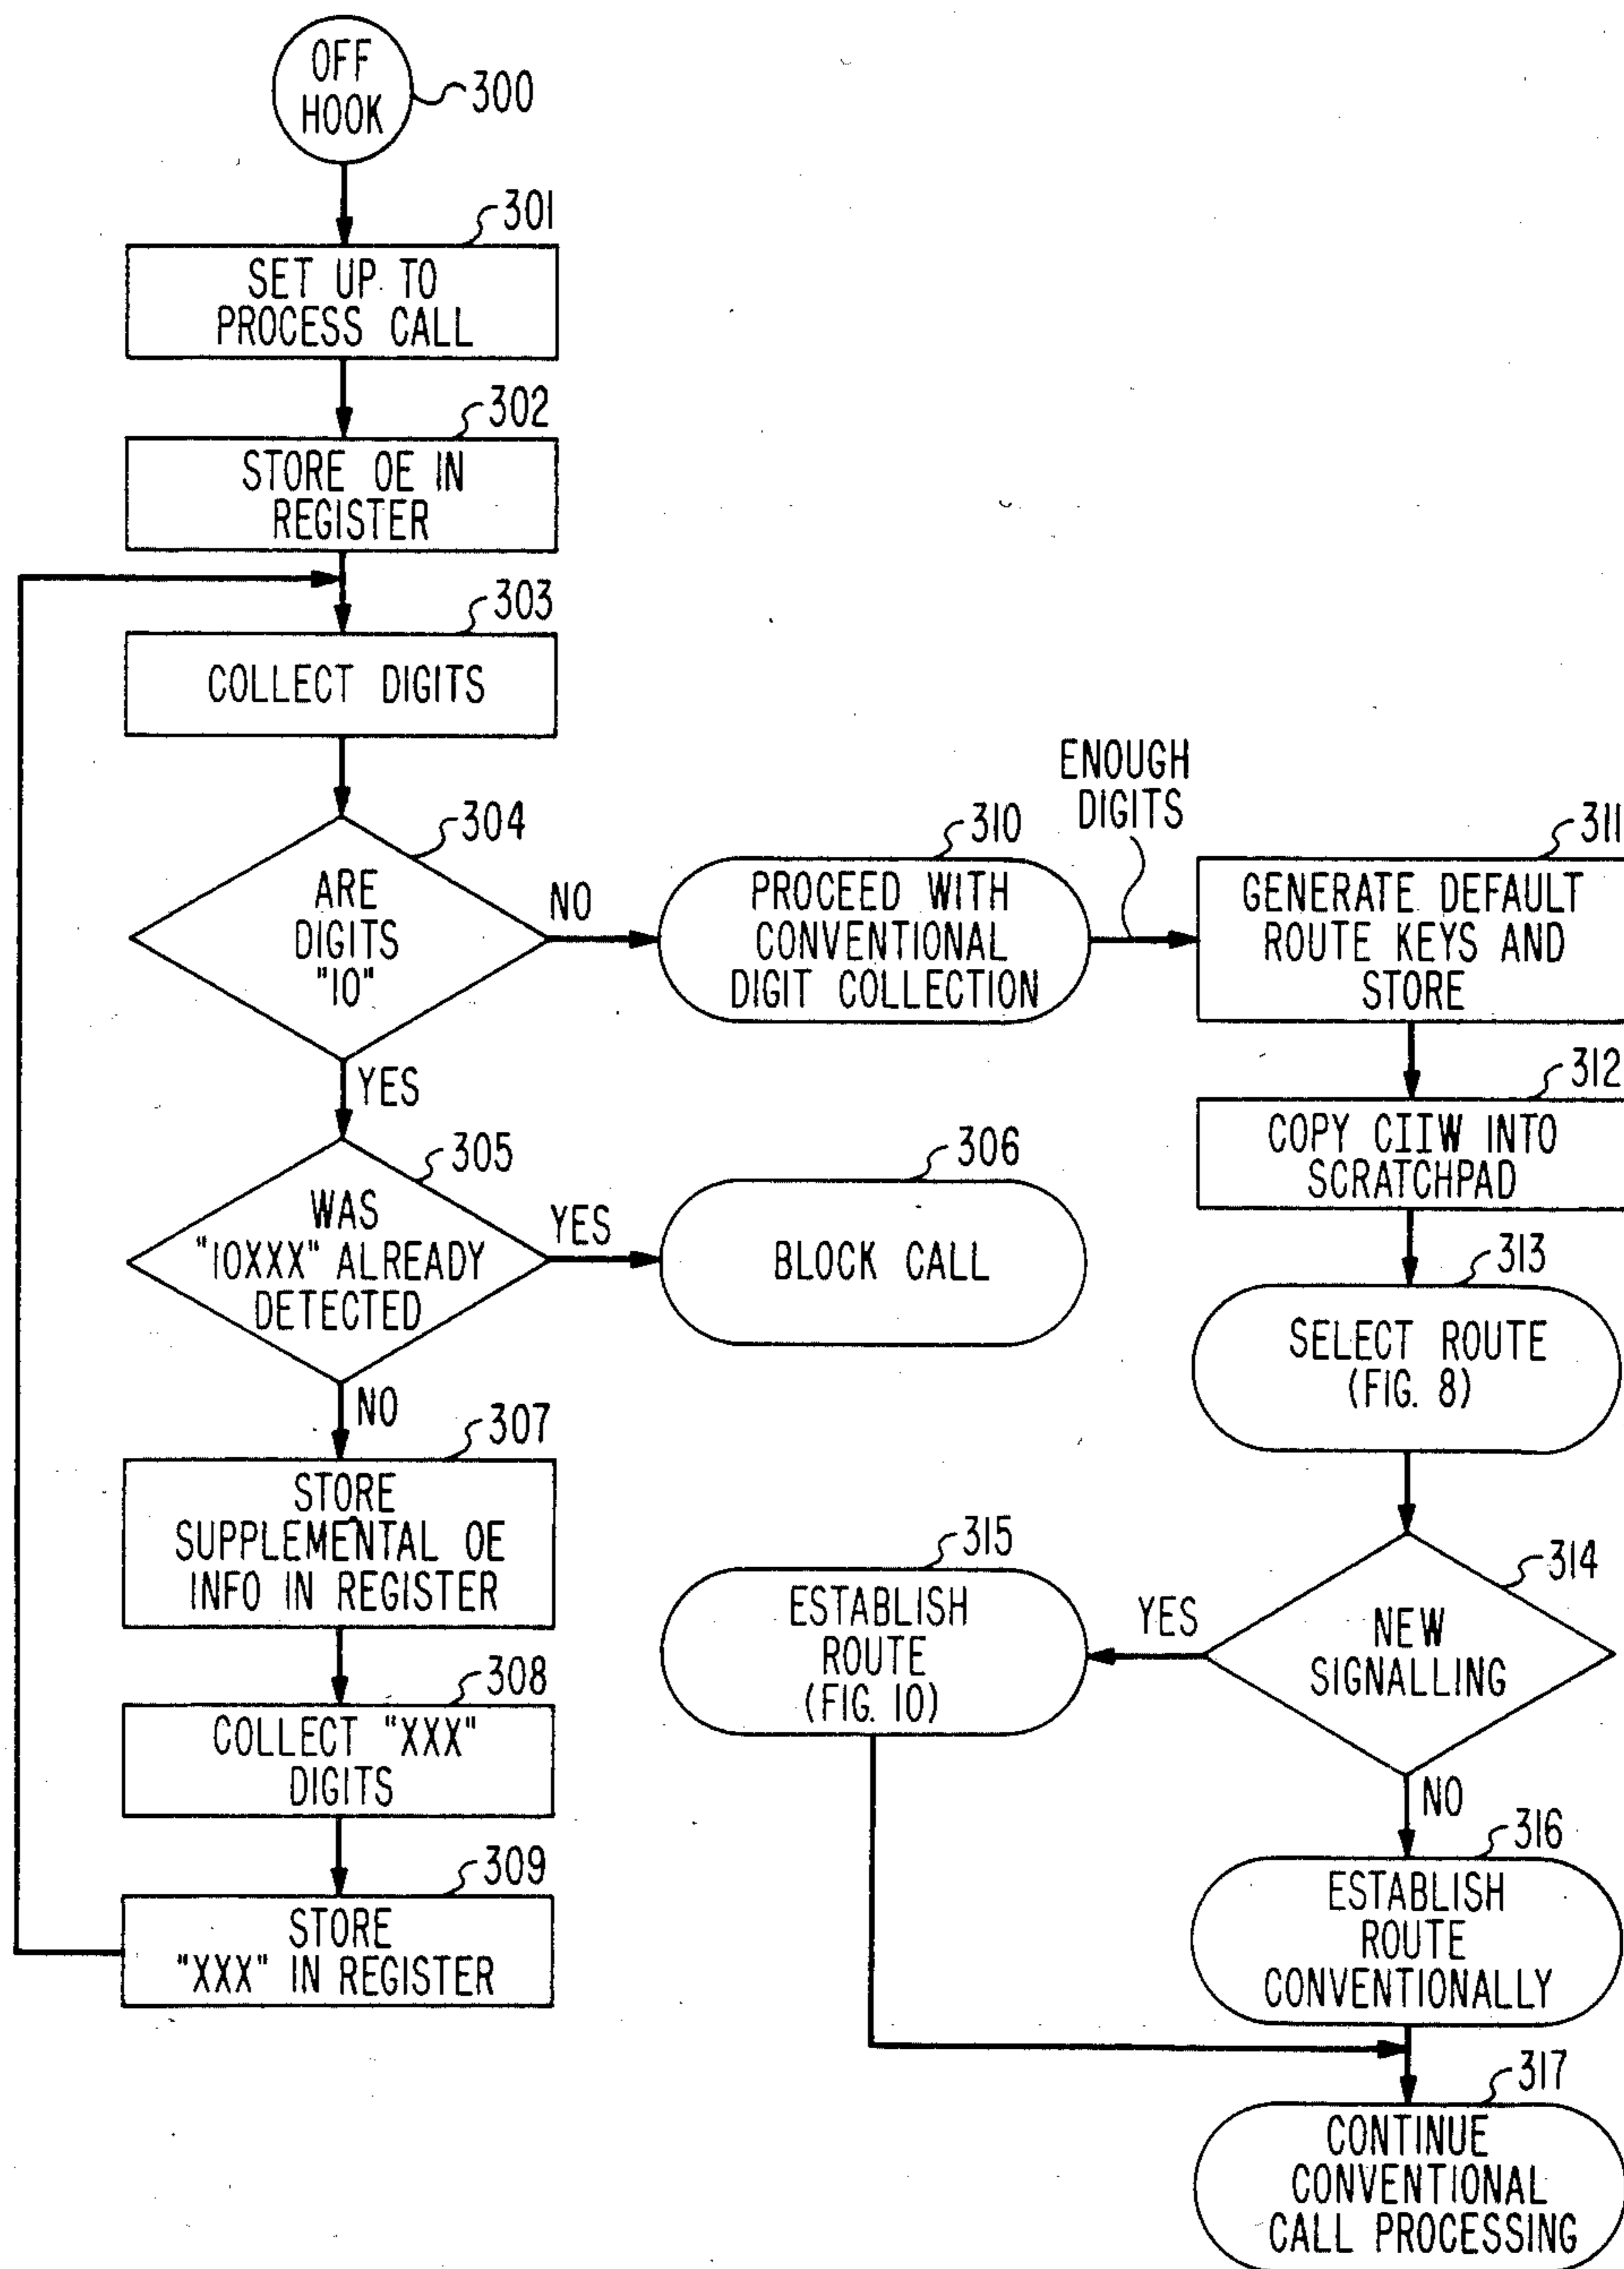 OFF
HOOK
300
301
SET UP TO
PROCESS CALL
302
STORE OE IN
REGISTER
303
COLLECT DIGITS
304
ARE
DIGITS
"10"
NO
YES
305
WAS
"10XXX" ALREADY
DETECTED
YES
NO
306
BLOCK CALL
307
STORE
SUPPLEMENTAL OE
INFO IN REGISTER
308
COLLECT "XXX"
DIGITS
309
STORE
"XXX" IN REGISTER
310
PROCEED WITH
CONVENTIONAL
DIGIT COLLECTION
ENOUGH
DIGITS
311
GENERATE DEFAULT
ROUTE KEYS AND
STORE
312
COPY CIIW INTO
SCRATCHPAD
313
SELECT ROUTE
(FIG. 8)
314
NEW
SIGNALLING
YES
NO
315
ESTABLISH
ROUTE
(FIG. 10)
316
ESTABLISH
ROUTE
CONVENTIONALLY
317
CONTINUE
CONVENTIONAL
CALL PROCESSING